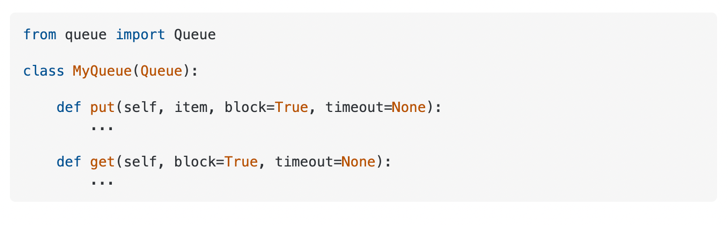 from queue import Queue
class MyQueue(Queue):
def put(self, item, block=True, timeout=None):
...
def get(self, block=True, timeout=None):
...